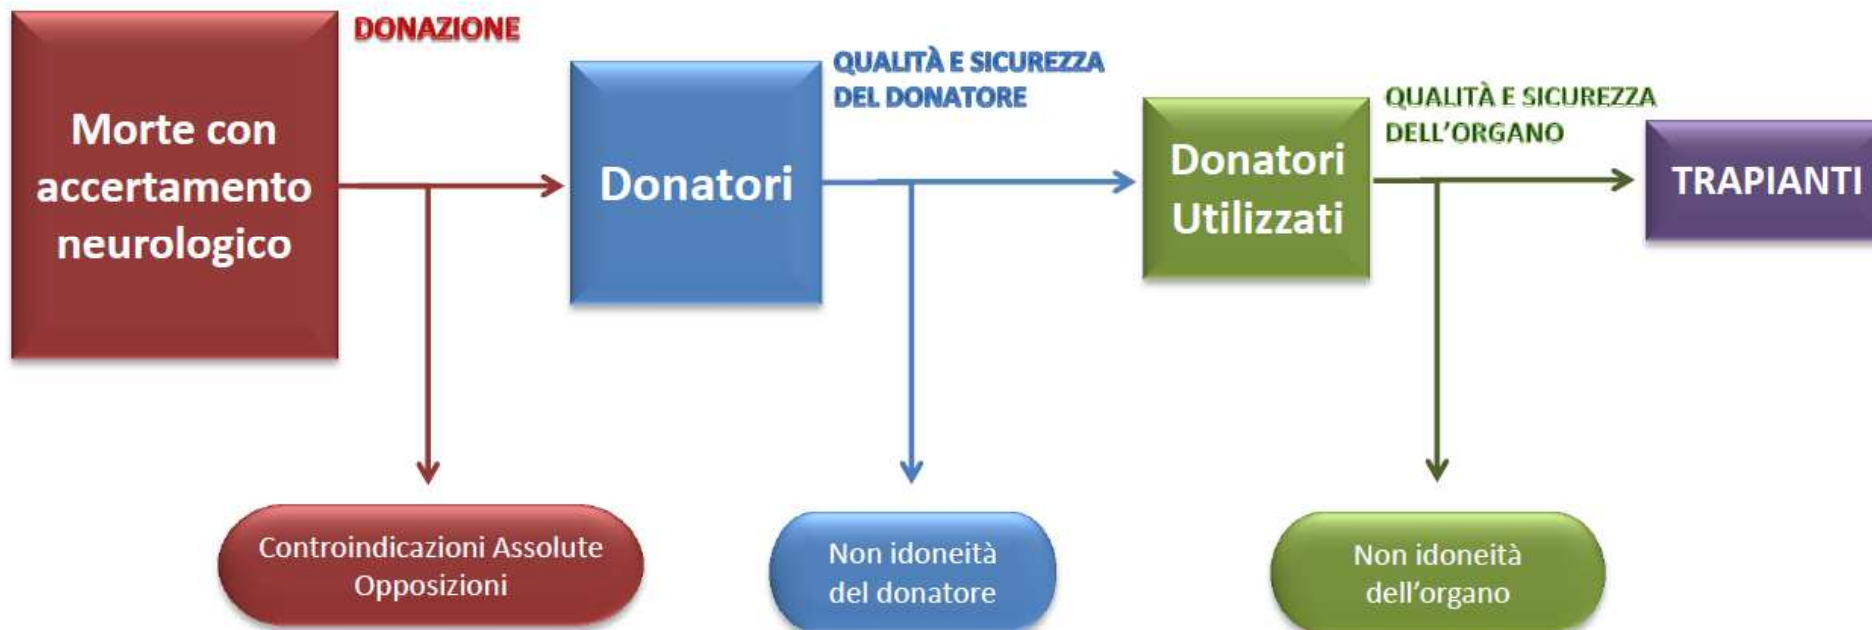 DONAZIONE
Morte con
accertamento
neurologico
QUALITÀ E SICUREZZA
DEL DONATORE
Donatori
QUALITÀ E SICUREZZA
DELL'ORGANO
Donatori
Utilizzati
TRAPIANTI
Controindicazioni Assolute
Opposizioni
Non idoneità
del donatore
Non idoneità
dell'organo